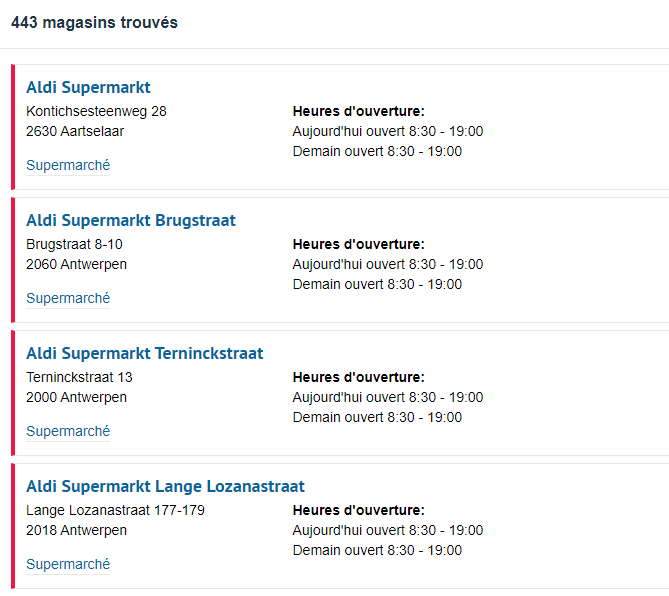 443 magasins trouvés
Aldi Supermarkt
Kontichsesteenweg 28
2630 Aartselaar
Supermarché
Heures d'ouverture:
Aujourd'hui ouvert 8:30 - 19:00
Demain ouvert 8:30 - 19:00
Aldi Supermarkt Brugstraat
Brugstraat 8-10
2060 Antwerpen
Supermarché
Heures d'ouverture:
Aujourd'hui ouvert 8:30 - 19:00
Demain ouvert 8:30 - 19:00
Aldi Supermarkt Terninckstraat
Terninckstraat 13
2000 Antwerpen
Supermarché
Heures d'ouverture:
Aujourd'hui ouvert 8:30 - 19:00
Demain ouvert 8:30 - 19:00
Aldi Supermarkt Lange Lozanastraat
Lange Lozanastraat 177-179
2018 Antwerpen
Supermarché
Heures d'ouverture:
Aujourd'hui ouvert 8:30 - 19:00
Demain ouvert 8:30 - 19:00